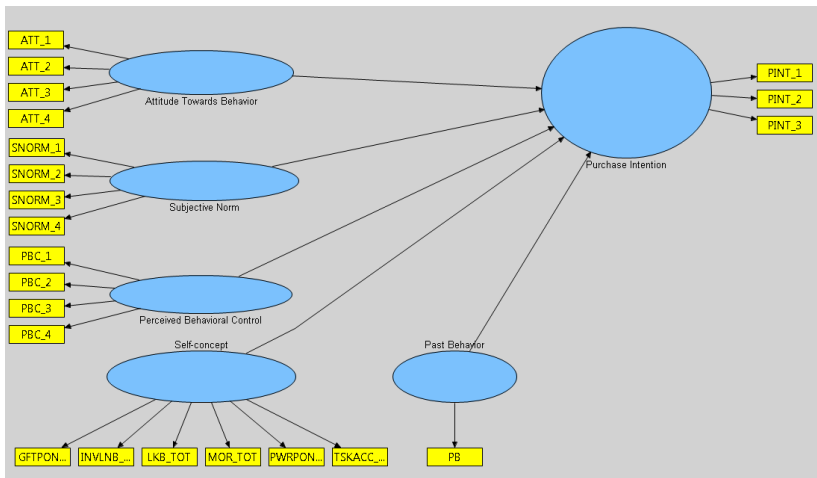 ATT_1
ATT_2
ATT_3
ATT_4
Attitude Towards Behavior
SNORM_1
SNORM_2
SNORM_3
SNORM_4
Subjective Norm
PBC_1
PBC_2
PBC_3
PBC_4
Perceived Behavioral Control
Self-concept
GFTPON...
INVLNB_...
LKB_TOT
MOR_TOT
PWRPON...
TSKACC_...
Past Behavior
PB
Purchase Intention
PINT_1
PINT_2
PINT_3